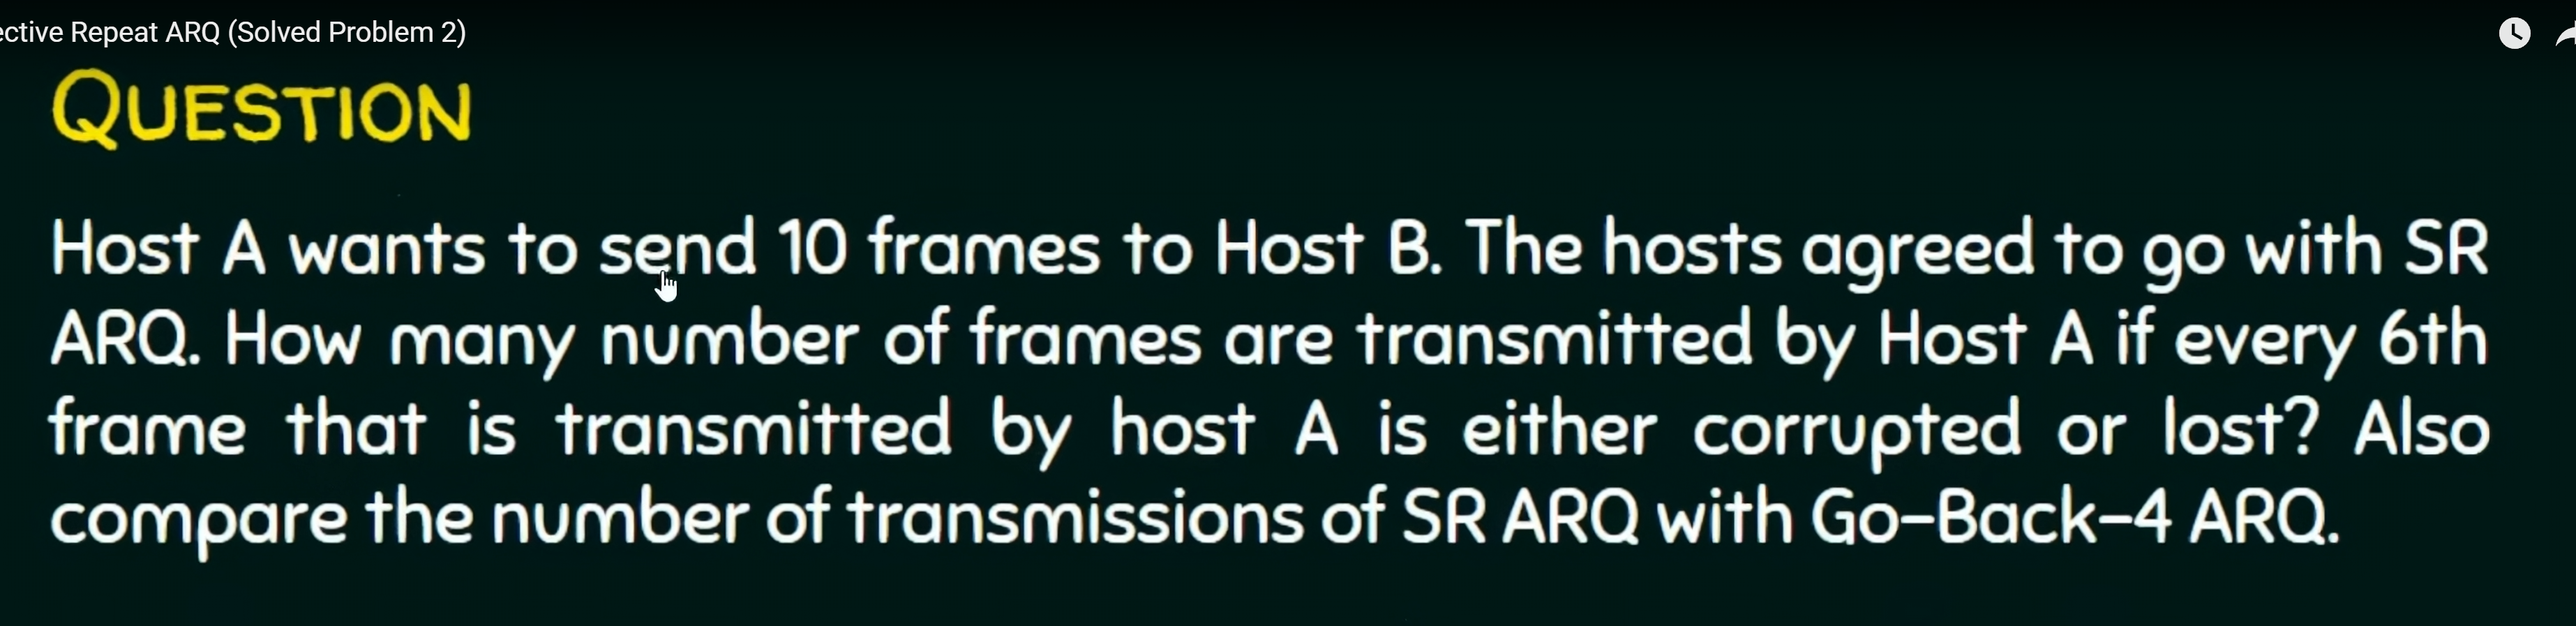 ective Repeat ARQ (Solved Problem 2)
QUESTION
Host A wants to send 10 frames to Host B. The hosts agreed to go with SR
ARQ. How many number of frames are transmitted by Host A if every 6th
frame that is transmitted by host A is either corrupted or lost? Also
compare the number of transmissions of SR ARQ with Go-Back-4 ARQ.